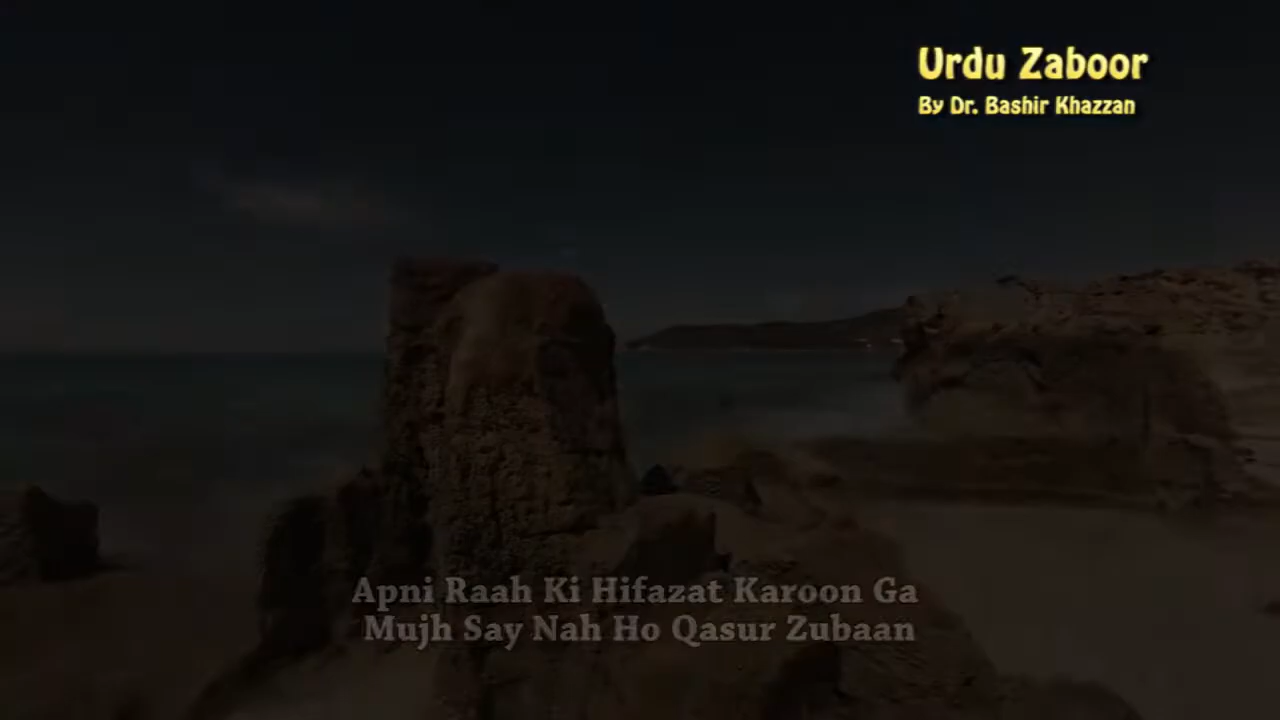 Urdu Zaboor
By Dr. Bashir Khazzan
Apni Raah Ki Hifazat Karoon Ga
Mujh Say Nah Ho Qasur Zubaan